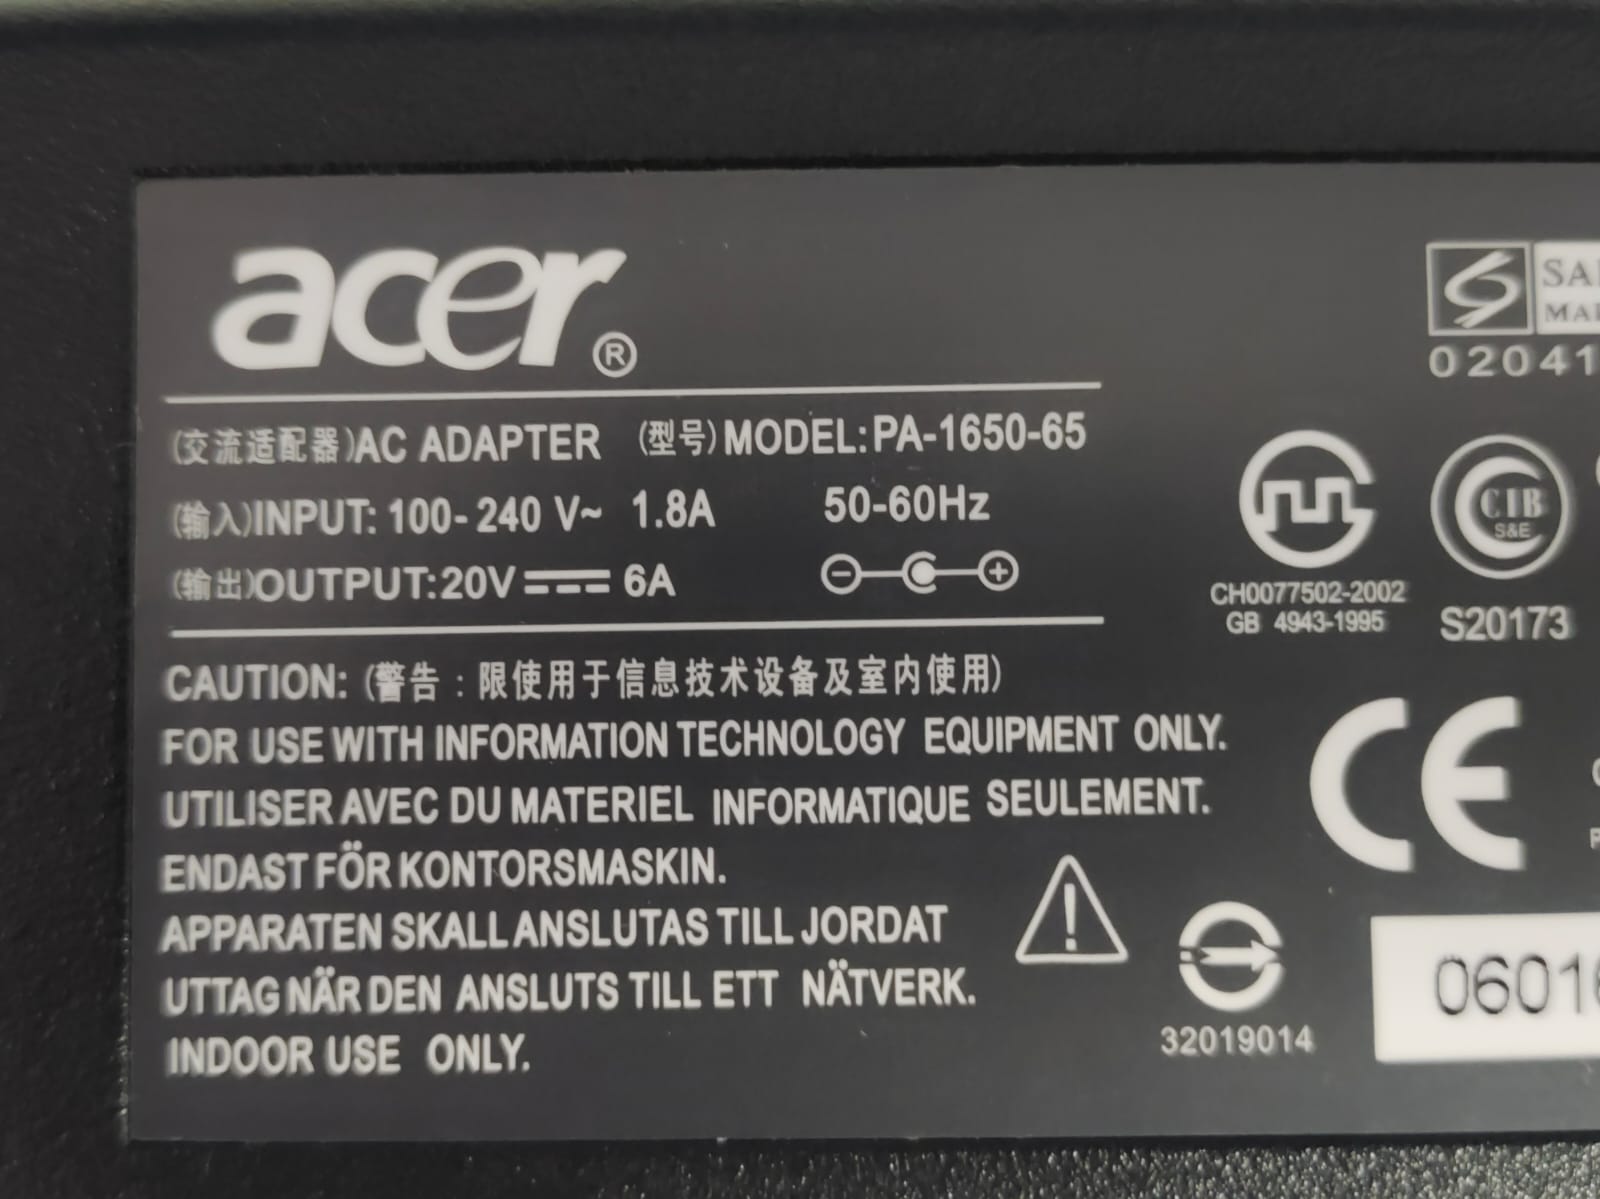 acer®
(交流适配器)AC ADAPTER (型号)MODEL:PA-1650-65
(输入)INPUT: 100-240 V~ 1.8A 50-60Hz
(输出)OUTPUT:20V 6A
CAUTION: (警告：限使用于信息技术设备及室内使用)
FOR USE WITH INFORMATION TECHNOLOGY EQUIPMENT ONLY.
UTILISER AVEC DU MATERIEL INFORMATIQUE SEULEMENT.
ENDAST FÖR KONTORSMASKIN.
APPARATEN SKALL ANSLUTAS TILL JORDAT
UTTAG NÄR DEN ANSLUTS TILL ETT NÄTVERK.
INDOOR USE ONLY.
02041
CIB
S&E
CH0077502-2002
GB 4943-1995
S20173
CE
32019014